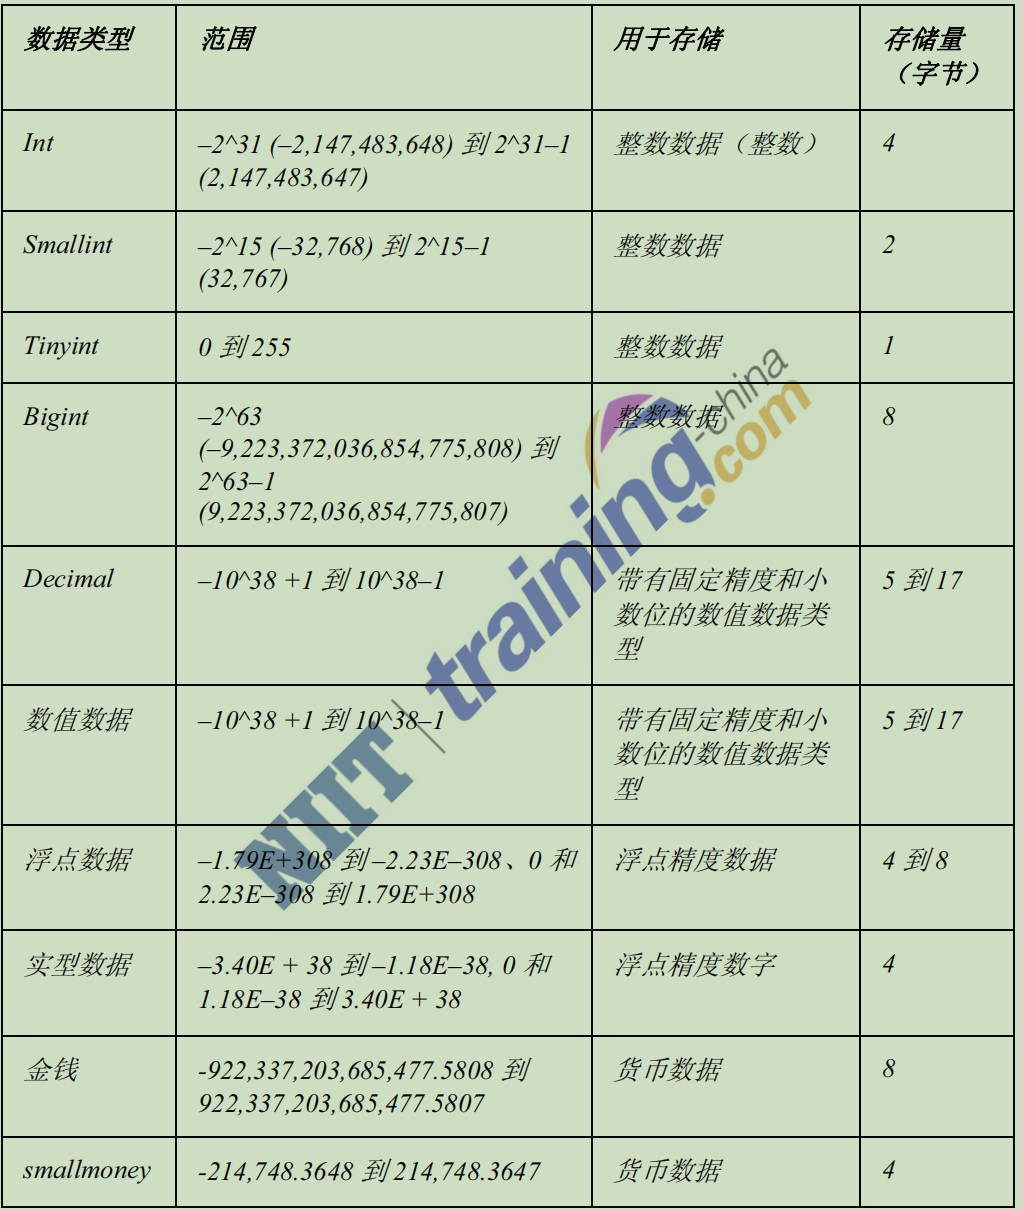 数据类型
范围
用于存储
存储量
（字节）
Int
–2^31 (–2,147,483,648) 到 2^31–1
(2,147,483,647)
整数数据（整数）
4
Smallint
–2^15 (–32,768) 到 2^15–1
(32,767)
整数数据
2
Tinyint
0 到 255
整数数据
1
Bigint
–2^63
(–9,223,372,036,854,775,808) 到
2^63–1
(9,223,372,036,854,775,807)
整数数据
8
Decimal
–10^38 +1 到 10^38–1
带有固定精度和小
数位的数值数据类
型
5 到 17
数值数据
–10^38 +1 到 10^38–1
带有固定精度和小
数位的数值数据类
型
5 到 17
浮点数据
–1.79E+308 到 –2.23E–308、0 和
2.23E–308 到 1.79E+308
浮点精度数据
4 到 8
实型数据
–3.40E + 38 到 –1.18E–38, 0 和
1.18E–38 到 3.40E + 38
浮点精度数字
4
金钱
-922,337,203,685,477.5808 到
922,337,203,685,477.5807
货币数据
8
smallmoney
-214,748.3648 到 214,748.3647
货币数据
4
NIIT | training-china
.com